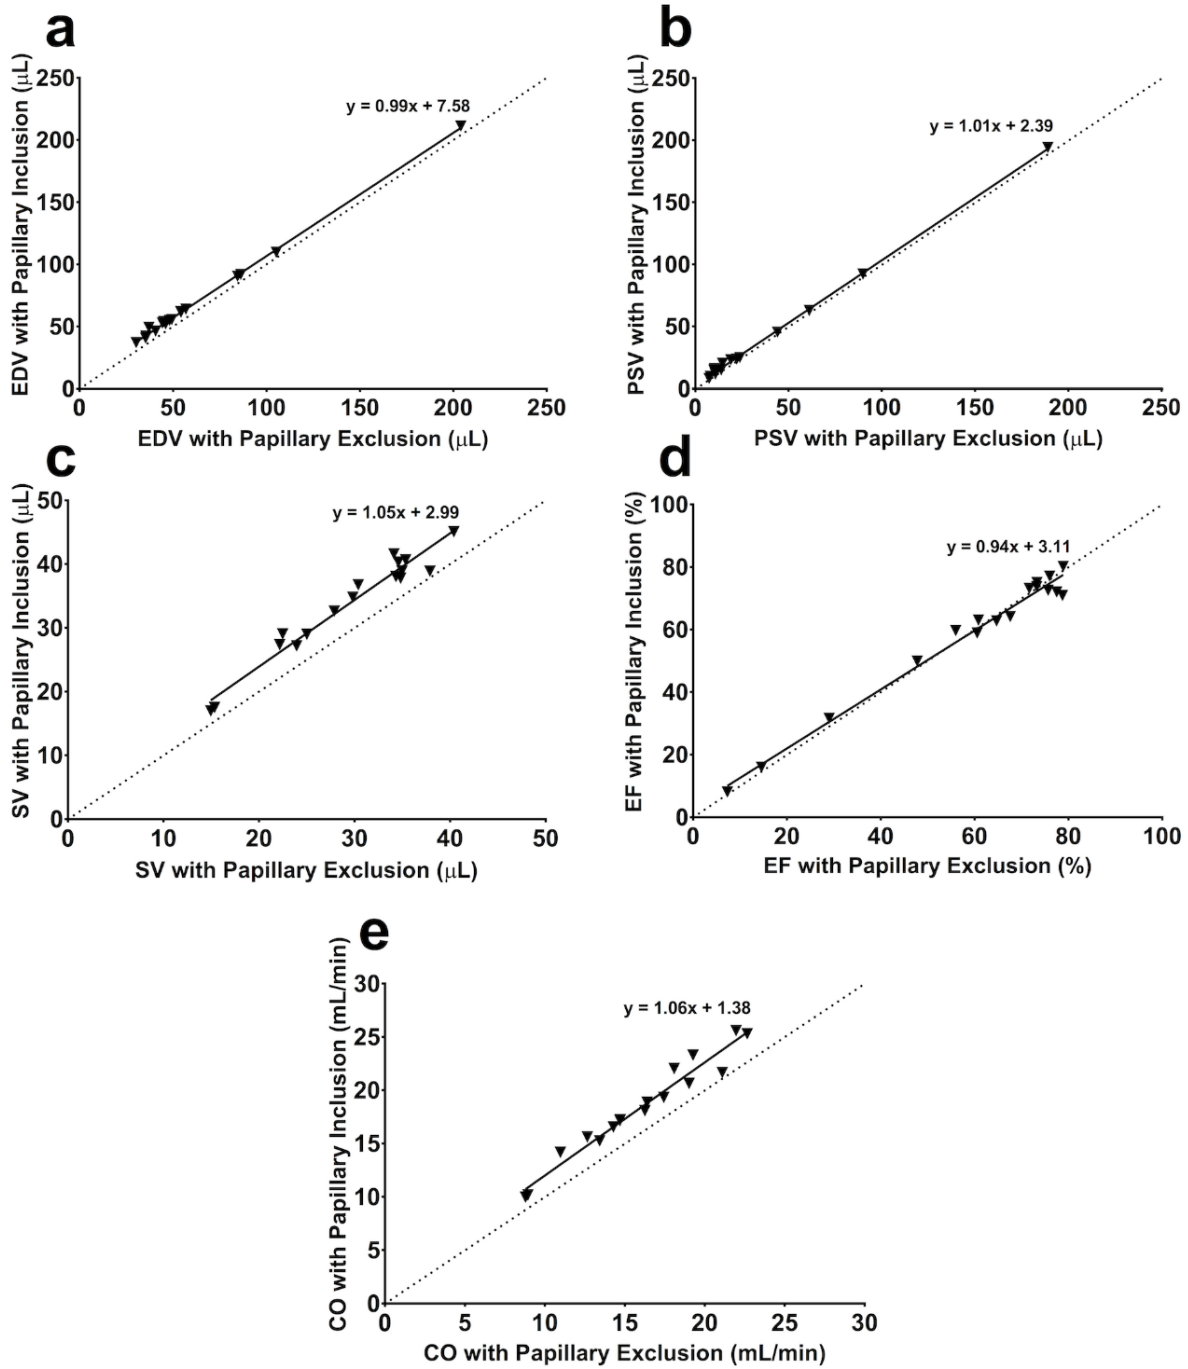 a
EDV with Papillary Inclusion (µL)
250
200
150
100
50
0
y = 0.99x + 7.58
0 50 100 150 200 250
EDV with Papillary Exclusion (µL)
b
PSV with Papillary Inclusion (µL)
250
200
150
100
50
0
y = 1.01x + 2.39
0 50 100 150 200 250
PSV with Papillary Exclusion (µL)
c
SV with Papillary Inclusion (µL)
50
40
30
20
10
0
y = 1.05x + 2.99
0 10 20 30 40 50
SV with Papillary Exclusion (µL)
d
EF with Papillary Inclusion (%)
100
80
60
40
20
0
y = 0.94x + 3.11
0 20 40 60 80 100
EF with Papillary Exclusion (%)
e
CO with Papillary Inclusion (mL/min)
30
25
20
15
10
5
0
y = 1.06x + 1.38
0 5 10 15 20 25 30
CO with Papillary Exclusion (mL/min)